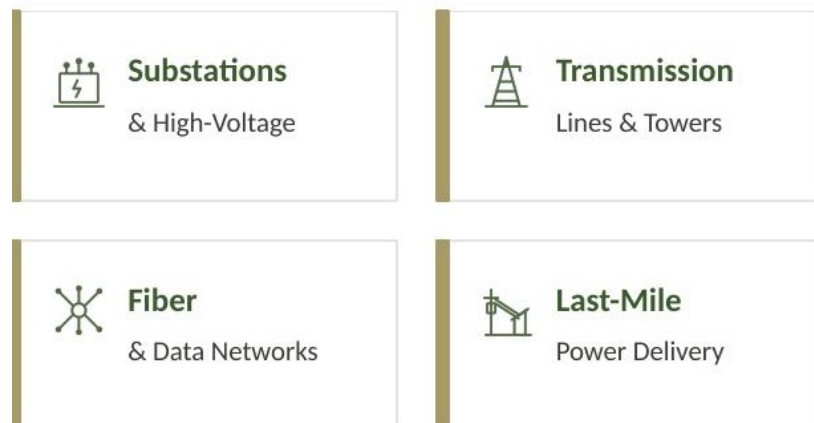 Substations
& High-Voltage
Transmission
Lines & Towers
Fiber
& Data Networks
Last-Mile
Power Delivery